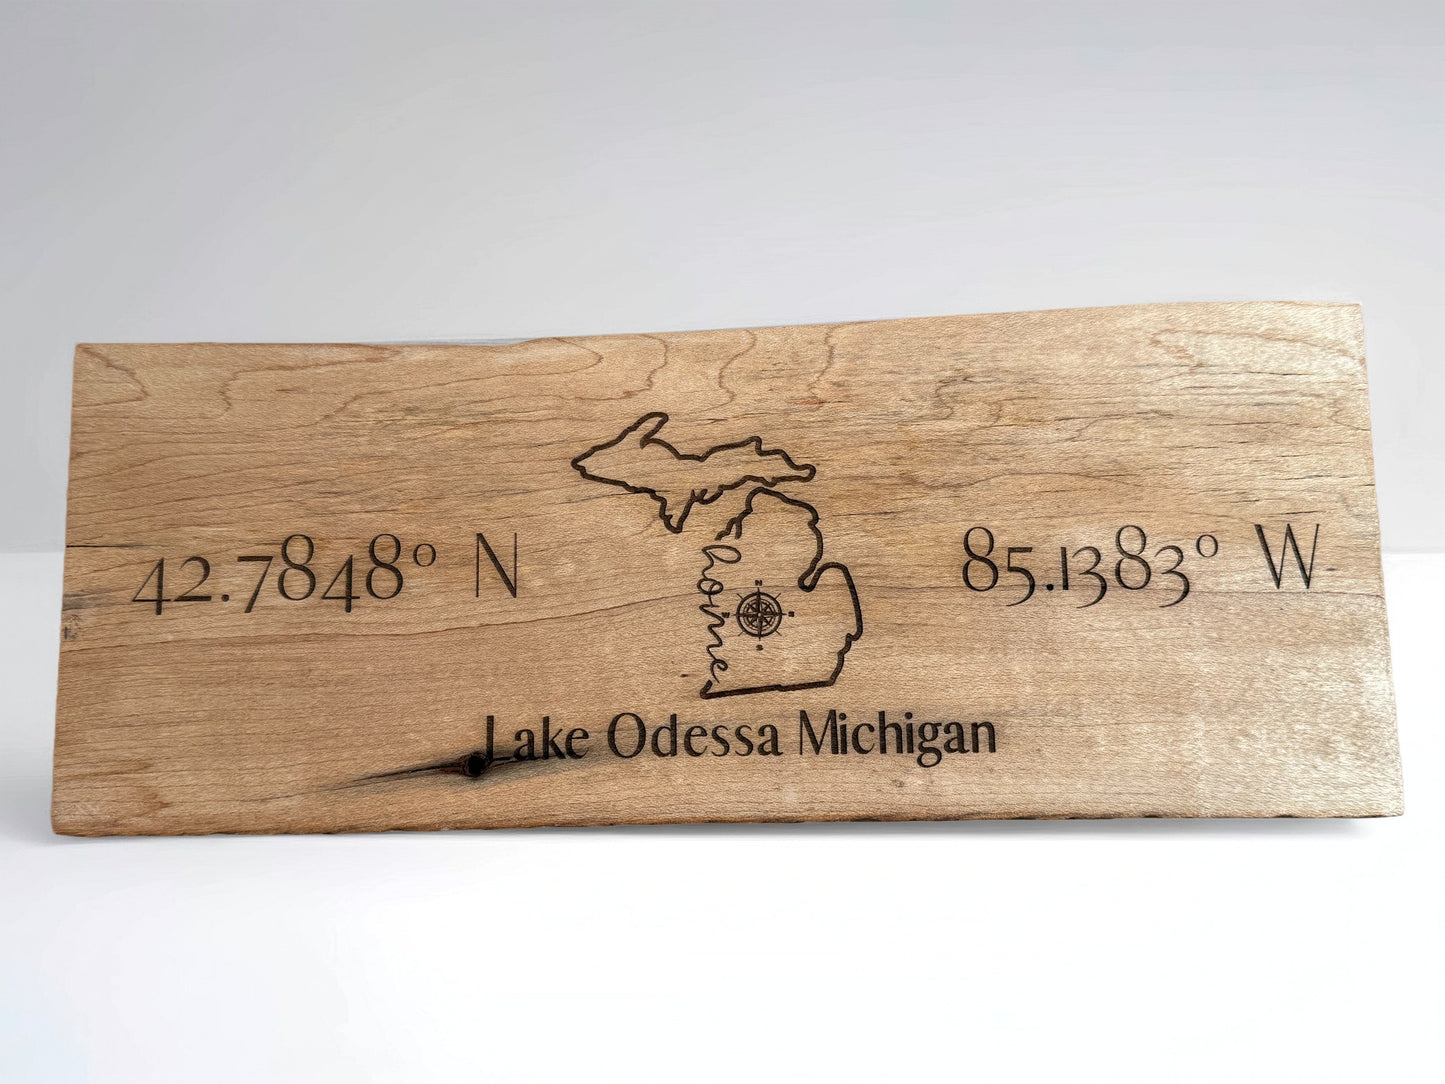 42.7848° N
85.1383° W
home
N
Lake Odessa Michigan